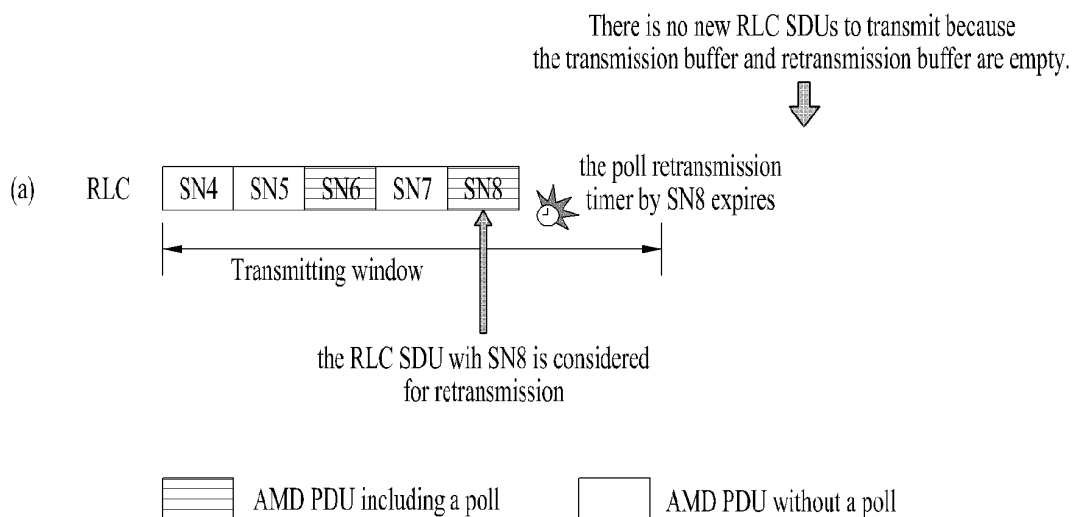 There is no new RLC SDUs to transmit because
the transmission buffer and retransmission buffer are empty.
(a) RLC SN4 SN5 SN6 SN7 SN8
the poll retransmission
timer by SN8 expires
Transmitting window
the RLC SDU wih SN8 is considered
for retransmission
AMD PDU including a poll
AMD PDU without a poll